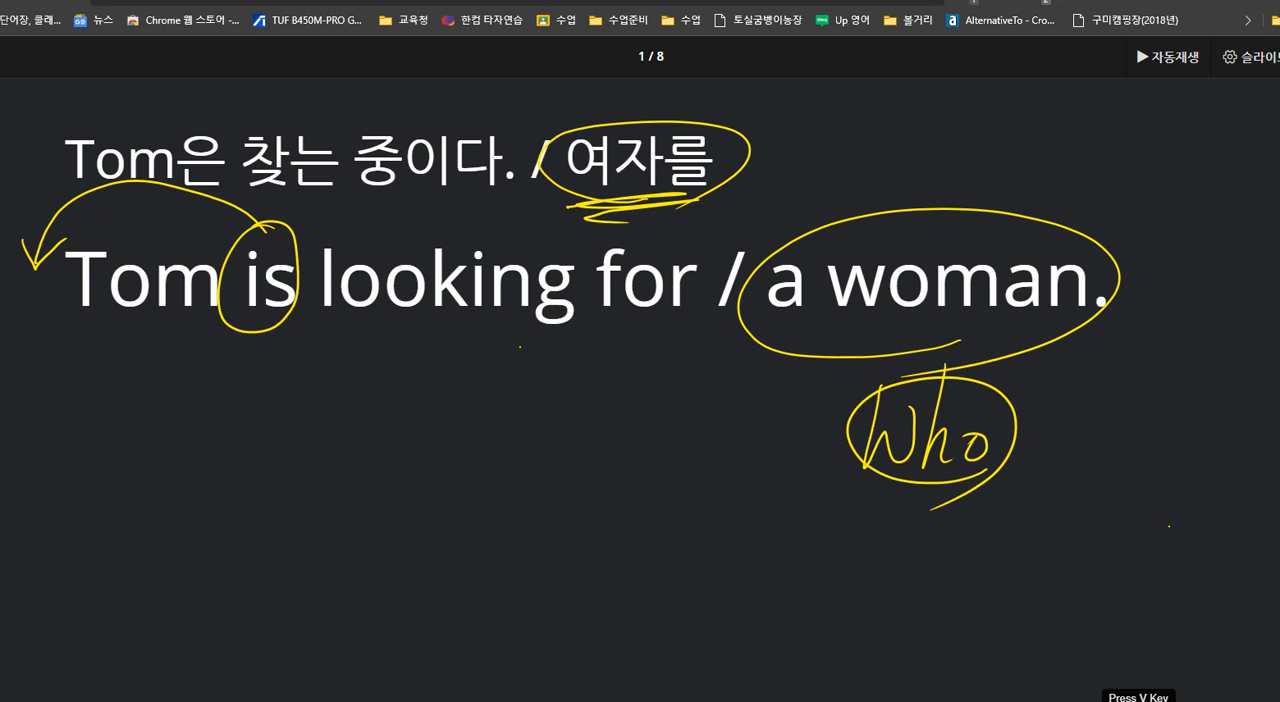 단어장, 클래... 뉴스 Chrome 웹 스토어 -... TUF B450M-PRO G... 교육청 한컴 타자연습 수업 수업준비 수업 토실굼벵이농장 Up 영어 볼거리 AlternativeTo - Cro... 구미캠핑장(2018년)
1 / 8 ▶ 자동재생 슬라이드
Tom은 찾는 중이다. / 여자를
Tom is looking for / a woman.
Who
Press V Key